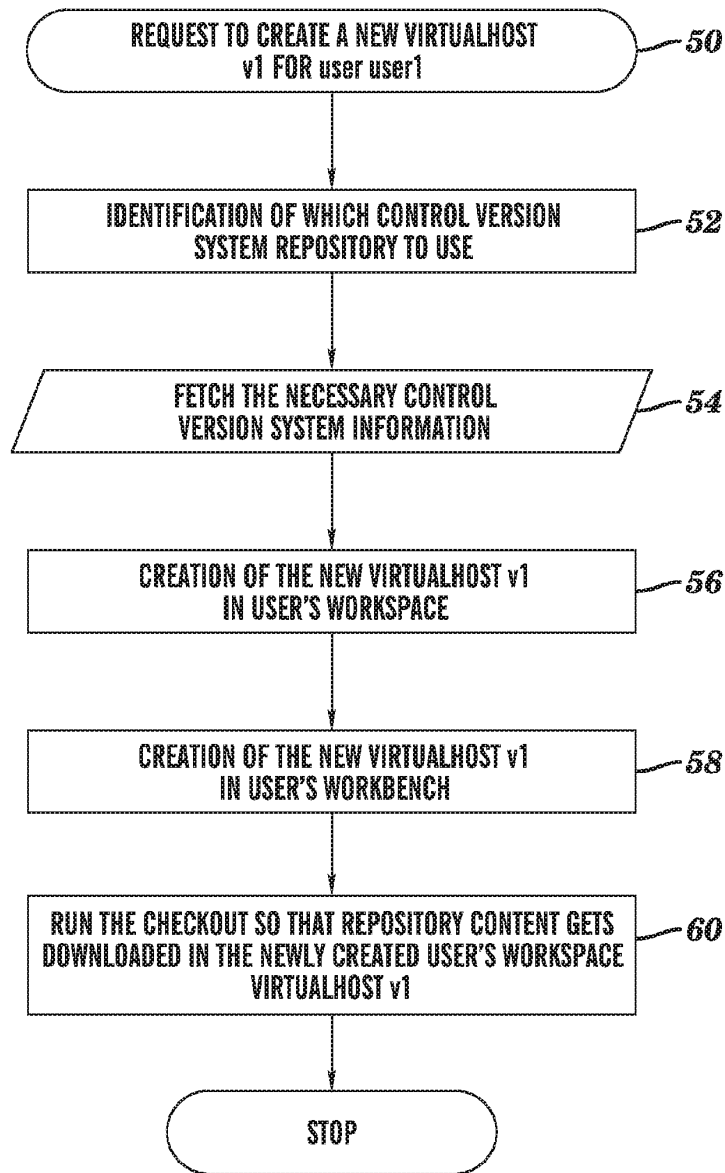 REQUEST TO CREATE A NEW VIRTUALHOST
v1 FOR user user1
50
IDENTIFICATION OF WHICH CONTROL VERSION
SYSTEM REPOSITORY TO USE
52
FETCH THE NECESSARY CONTROL
VERSION SYSTEM INFORMATION
54
CREATION OF THE NEW VIRTUALHOST v1
IN USER'S WORKSPACE
56
CREATION OF THE NEW VIRTUALHOST v1
IN USER'S WORKBENCH
58
RUN THE CHECKOUT SO THAT REPOSITORY CONTENT GETS
DOWNLOADED IN THE NEWLY CREATED USER'S WORKSPACE
VIRTUALHOST v1
60
STOP